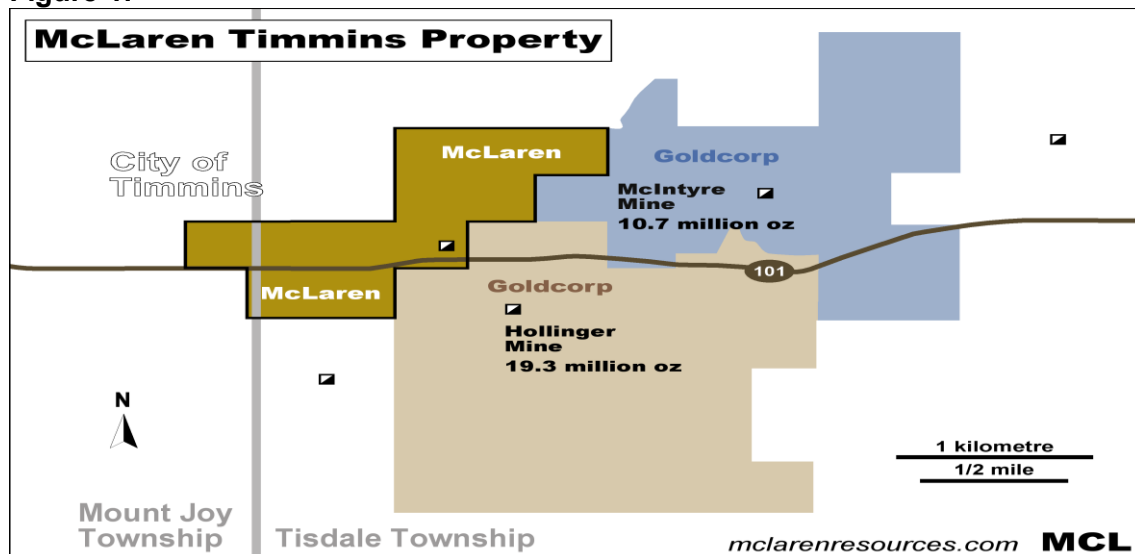 McLaren Timmins Property
City of
Timmins
McLaren
Goldcorp
McIntyre
Mine
10.7 million oz
101
McLaren
Goldcorp
Hollinger
Mine
19.3 million oz
N
1 kilometre
1/2 mile
Mount Joy
Township
Tisdale Township
mclarenresources.com MCL